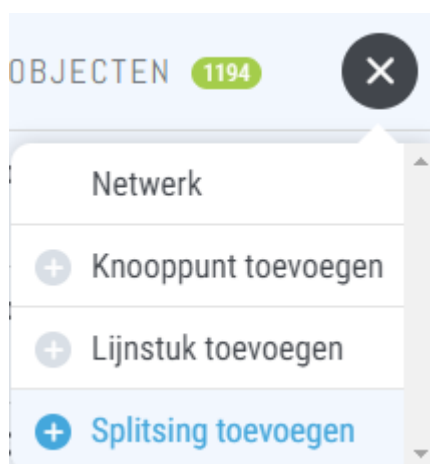 OBJECTEN 1194
Netwerk
Knooppunt toevoegen
Lijnstuk toevoegen
Splitsing toevoegen